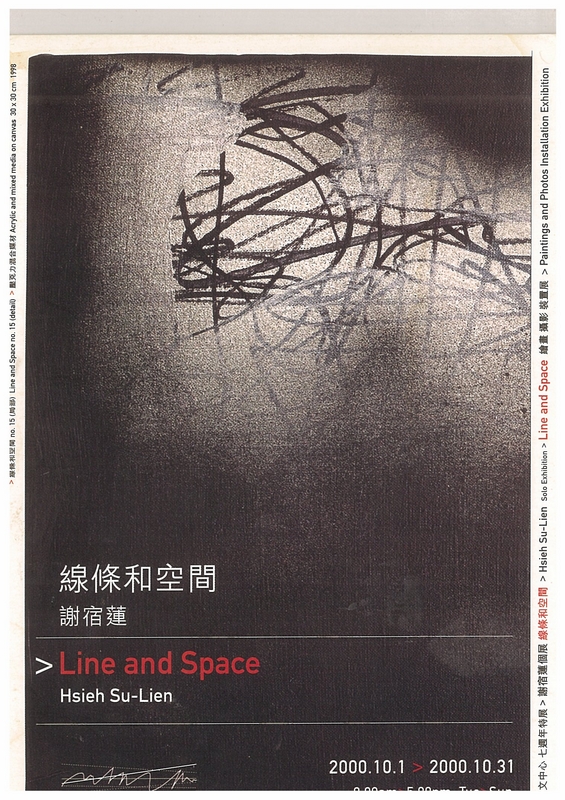 > 線條和空間 no. 15 (局部) Line and Space no. 15 (detail) > 壓克力混合媒材 Acrylic and mixed media on canvas 30 x 30 cm 1998
線條和空間
謝宿蓮
> Line and Space
Hsieh Su-Lien
2000.10.1 > 2000.10.31
文中心 七週年特展 > 謝宿蓮個展 線條和空間 > Hsieh Su-Lien Solo Exhibition > Line and Space 繪畫 攝影 裝置展 > Paintings and Photos Installation Exhibition